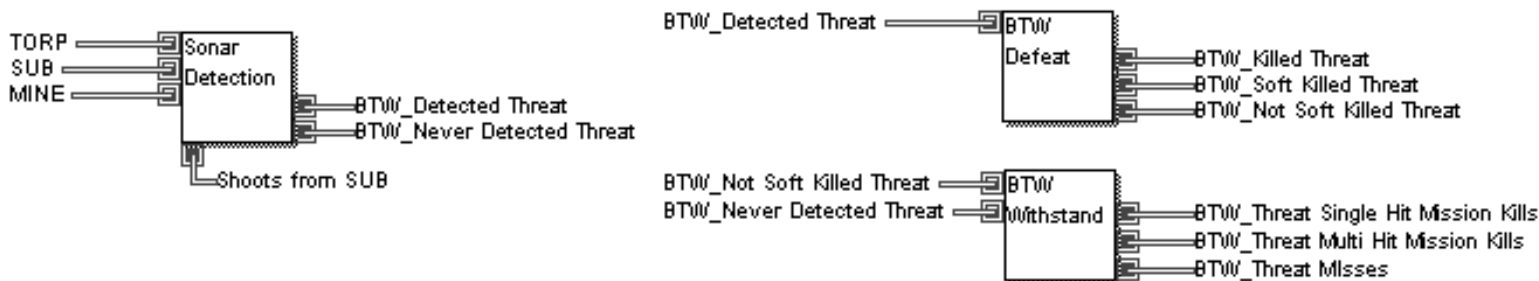 TORP
SUB
MINE
Sonar
Detection
BTW_Detected Threat
BTW_Never Detected Threat
Shoots from SUB
BTW_Detected Threat
BTW
Defeat
BTW_Killed Threat
BTW_Soft Killed Threat
BTW_Not Soft Killed Threat
BTW_Not Soft Killed Threat
BTW_Never Detected Threat
BTW
Withstand
BTW_Threat Single Hit Mission Kills
BTW_Threat Multi Hit Mission Kills
BTW_Threat MIsses